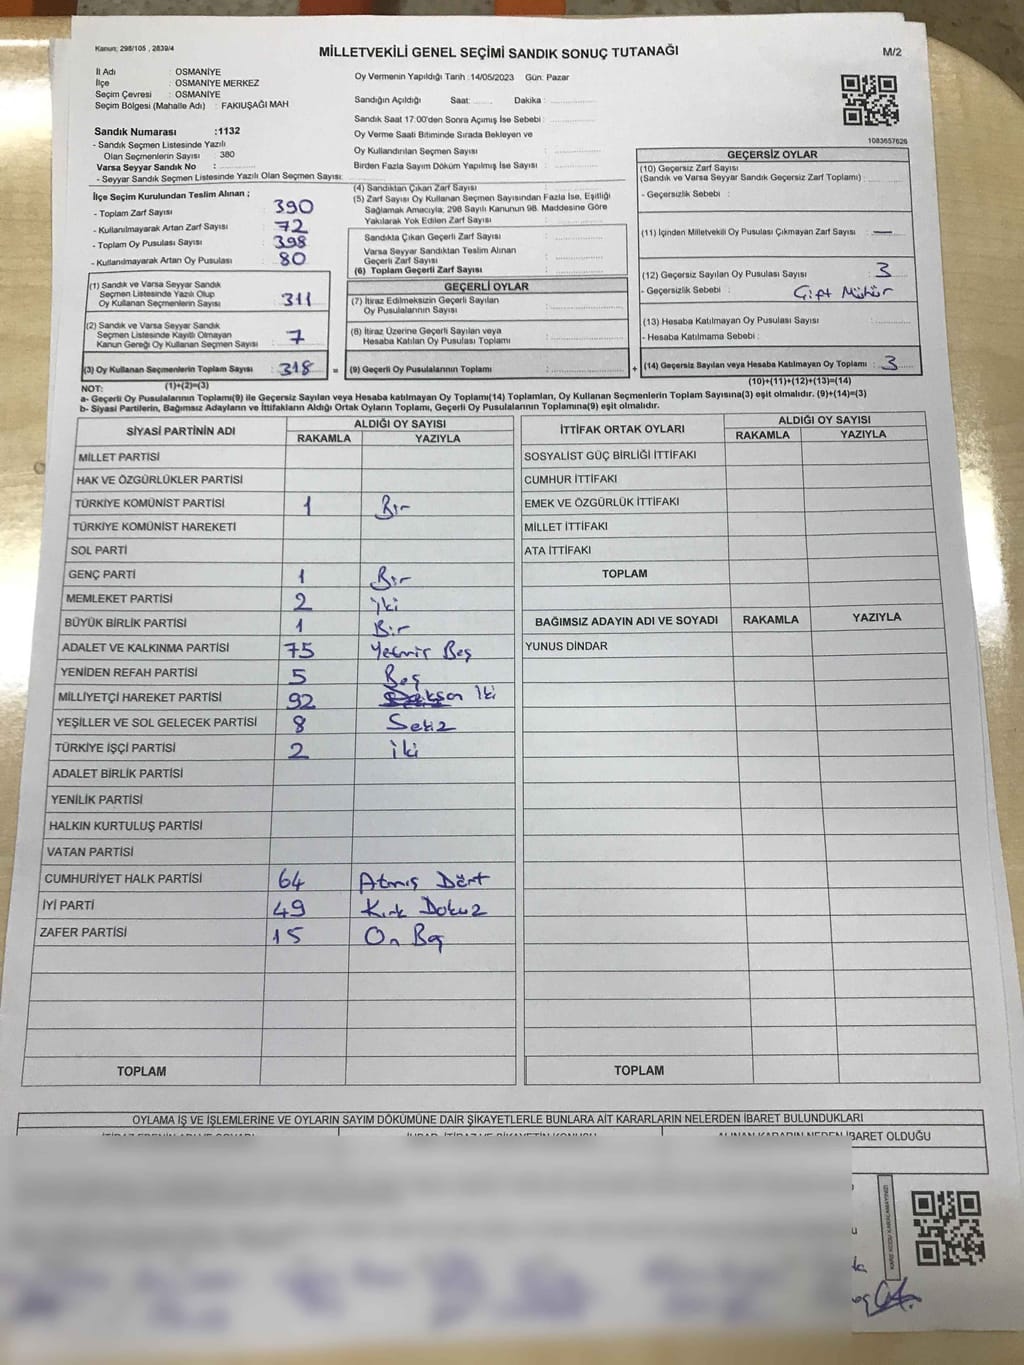 Kanun: 298/105 , 2839/4
MİLLETVEKİLİ GENEL SEÇİMİ SANDIK SONUÇ TUTANAĞI
M/2
İl Adı : OSMANİYE
İlçe : OSMANİYE MERKEZ
Seçim Çevresi : OSMANİYE
Seçim Bölgesi (Mahalle Adı) : FAKIUŞAĞI MAH
Sandık Numarası :1132
- Sandık Seçmen Listesinde Yazılı
Olan Seçmenlerin Sayısı 380
Varsa Seyyar Sandık No :
- Seyyar Sandık Seçmen Listesinde Yazılı Olan Seçmen Sayısı:
Oy Vermenin Yapıldığı Tarih :14/05/2023 Gün: Pazar
Sandığın Açıldığı Saat: ...... Dakika :
Sandık Saat 17:00'den Sonra Açımış İse Sebebi :
Oy Verme Saati Bitiminde Sırada Bekleyen ve
Oy Kullandırılan Seçmen Sayısı :
Birden Fazla Sayım Döküm Yapılmış İse Sayısı :
1083657626
İlçe Seçim Kurulundan Teslim Alınan ;
- Toplam Zarf Sayısı : 390
- Kullanılmayarak Artan Zarf Sayısı : 72
- Toplam Oy Pusulası Sayısı : 398
- Kullanılmayarak Artan Oy Pusulası : 80
(1) Sandık ve Varsa Seyyar Sandık
Seçmen Listesinde Yazılı Olup
Oy Kullanan Seçmenlerin Sayısı : 311
(2) Sandık ve Varsa Seyyar Sandık
Seçmen Listesinde Kayıtlı Olmayan
Kanun Gereği Oy Kullanan Seçmen Sayısı : 7
(3) Oy Kullanan Seçmenlerin Toplam Sayısı : 318 =
(1)+(2)=(3)
(4) Sandıktan Çıkan Zarf Sayısı :
(5) Zarf Sayısı Oy Kullanan Seçmen Sayısından Fazla İse, Eşitliği
Sağlamak Amacıyla; 298 Sayılı Kanunun 98. Maddesine Göre
Yakılarak Yok Edilen Zarf Sayısı :
Sandıkta Çıkan Geçerli Zarf Sayısı :
Varsa Seyyar Sandıktan Teslim Alınan
Geçerli Zarf Sayısı :
(6) Toplam Geçerli Zarf Sayısı :
GEÇERLİ OYLAR
(7) İtiraz Edilmeksizin Geçerli Sayılan
Oy Pusulalarının Sayısı :
(8) İtiraz Üzerine Geçerli Sayılan veya
Hesaba Katılan Oy Pusulası Toplamı :
(9) Geçerli Oy Pusulalarının Toplamı : +
GEÇERSİZ OYLAR
(10) Geçersiz Zarf Sayısı
(Sandık ve Varsa Seyyar Sandık Geçersiz Zarf Toplamı) :
- Geçersizlik Sebebi :
(11) İçinden Milletvekili Oy Pusulası Çıkmayan Zarf Sayısı : —
(12) Geçersiz Sayılan Oy Pusulası Sayısı : 3
- Geçersizlik Sebebi : Çift Mühür
(13) Hesaba Katılmayan Oy Pusulası Sayısı :
- Hesaba Katılmama Sebebi :
(14) Geçersiz Sayılan veya Hesaba Katılmayan Oy Toplamı : 3
(10)+(11)+(12)+(13)=(14)
NOT:
a- Geçerli Oy Pusulalarının Toplamı(9) ile Geçersiz Sayılan veya Hesaba katılmayan Oy Toplamı(14) Toplamları, Oy Kullanan Seçmenlerin Toplam Sayısına(3) eşit olmalıdır. (9)+(14)=(3)
b- Siyasi Partilerin, Bağımsız Adayların ve İttifakların Aldığı Ortak Oyların Toplamı, Geçerli Oy Pusulalarının Toplamına(9) eşit olmalıdır.
SİYASİ PARTİNİN ADI ALDIĞI OY SAYISI
RAKAMLA YAZIYLA
MİLLET PARTİSİ
HAK VE ÖZGÜRLÜKLER PARTİSİ
TÜRKİYE KOMÜNİST PARTİSİ 1 Bir
TÜRKİYE KOMÜNİST HAREKETİ
SOL PARTİ
GENÇ PARTİ 1 Bir
MEMLEKET PARTİSİ 2 İki
BÜYÜK BİRLİK PARTİSİ 1 Bir
ADALET VE KALKINMA PARTİSİ 75 Yetmiş Beş
YENİDEN REFAH PARTİSİ 5 Beş
MİLLİYETÇİ HAREKET PARTİSİ 92 İki
YEŞİLLER VE SOL GELECEK PARTİSİ 8 Sekiz
TÜRKİYE İŞÇİ PARTİSİ 2 İki
ADALET BİRLİK PARTİSİ
YENİLİK PARTİSİ
HALKIN KURTULUŞ PARTİSİ
VATAN PARTİSİ
CUMHURİYET HALK PARTİSİ 64 Atmış Dört
İYİ PARTİ 49 Kırk Dokuz
ZAFER PARTİSİ 15 On Beş
TOPLAM
İTTİFAK ORTAK OYLARI ALDIĞI OY SAYISI
RAKAMLA YAZIYLA
SOSYALİST GÜÇ BİRLİĞİ İTTİFAKI
CUMHUR İTTİFAKI
EMEK VE ÖZGÜRLÜK İTTİFAKI
MİLLET İTTİFAKI
ATA İTTİFAKI
TOPLAM
BAĞIMSIZ ADAYIN ADI VE SOYADI RAKAMLA YAZIYLA
YUNUS DİNDAR
TOPLAM
OYLAMA İŞ VE İŞLEMLERİNE VE OYLARIN SAYIM DÖKÜMÜNE DAİR ŞİKAYETLERLE BUNLARA AİT KARARLARIN NELERDEN İBARET BULUNDUKLARI
ALINAN KARARIN NEDEN İBARET OLDUĞU